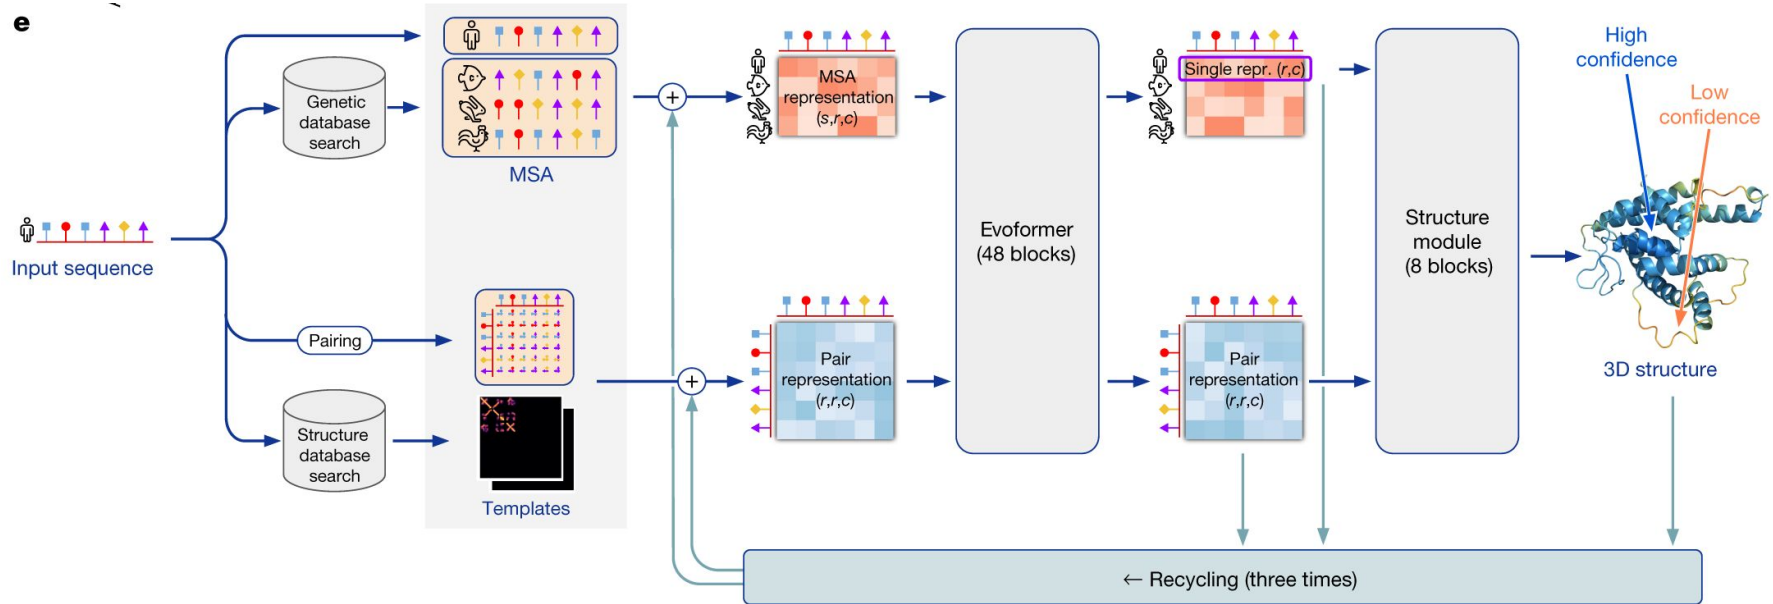 e
Input sequence
Genetic
database
search
Pairing
Structure
database
search
MSA
Templates
+
+
MSA
representation
(s,r,c)
Pair
representation
(r,r,c)
Evoformer
(48 blocks)
Single repr. (r,c)
Pair
representation
(r,r,c)
Structure
module
(8 blocks)
High
confidence
Low
confidence
3D structure
← Recycling (three times)